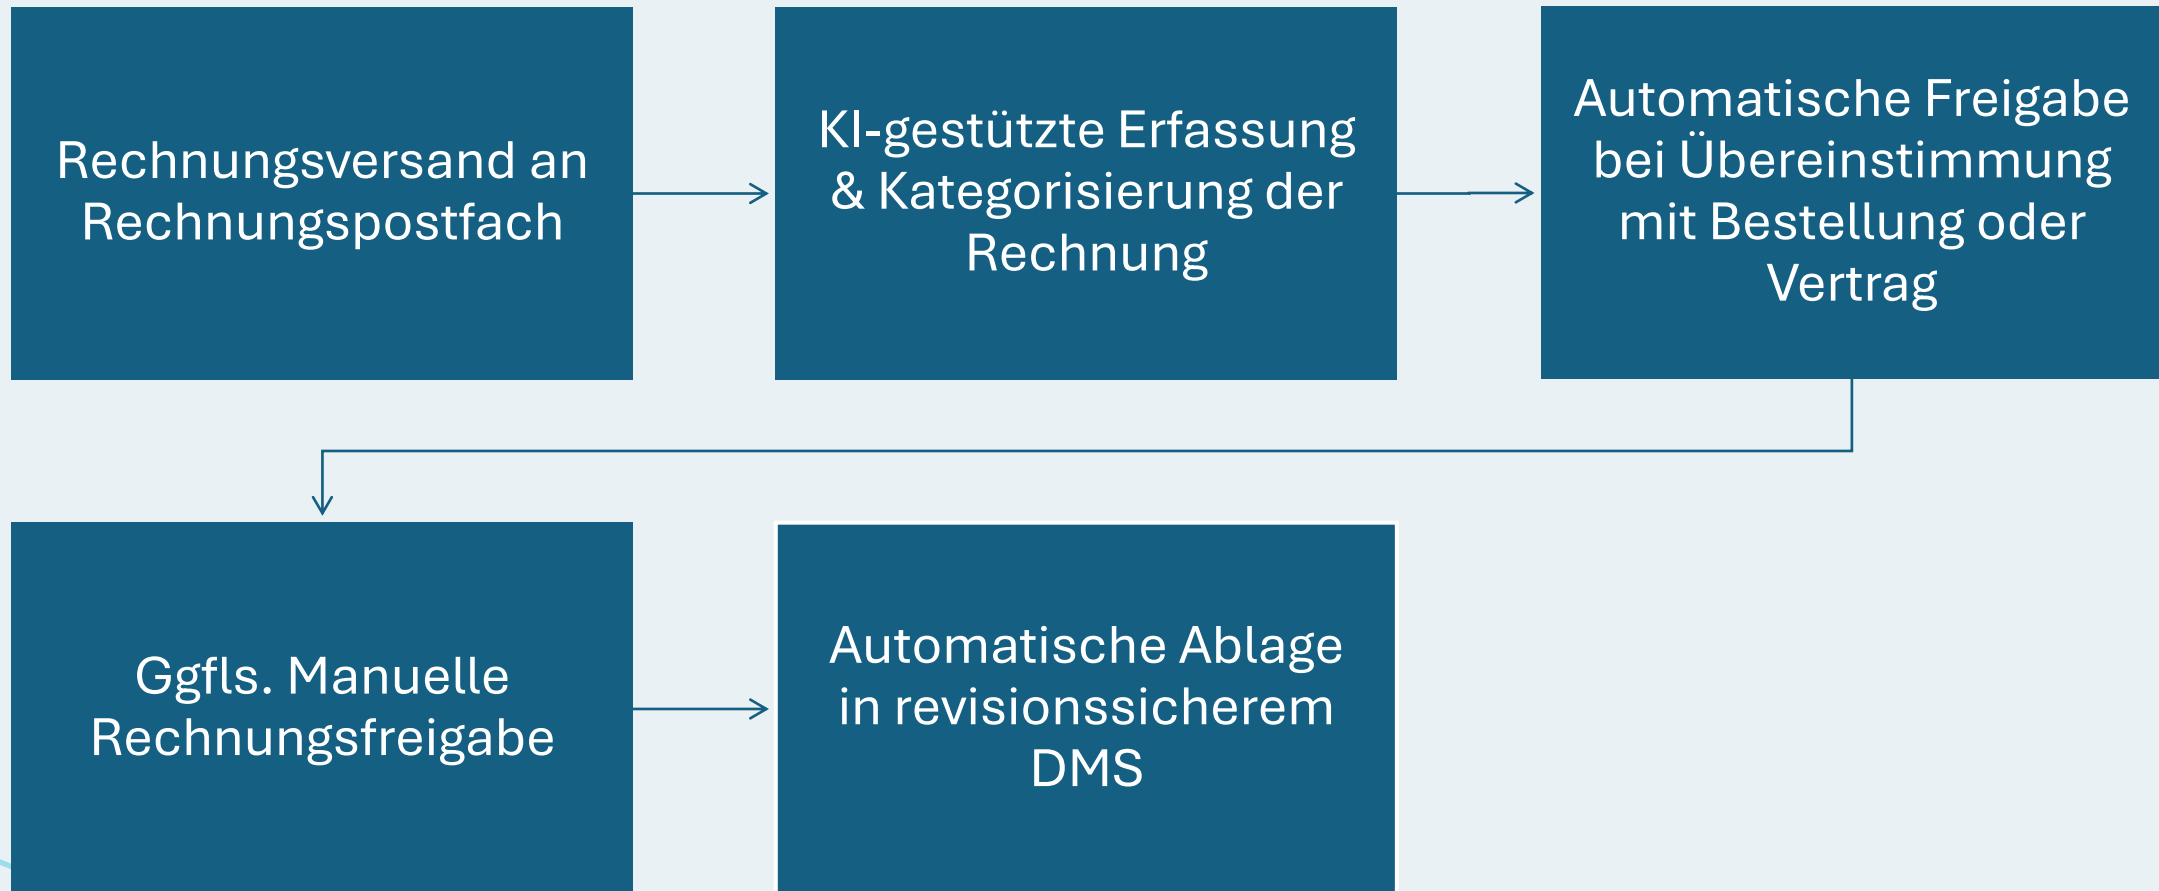 Rechnungsversand an
Rechnungspostfach
KI-gestützte Erfassung
& Kategorisierung der
Rechnung
Automatische Freigabe
bei Übereinstimmung
mit Bestellung oder
Vertrag
Ggfls. Manuelle
Rechnungsfreigabe
Automatische Ablage
in revisionssicherem
DMS